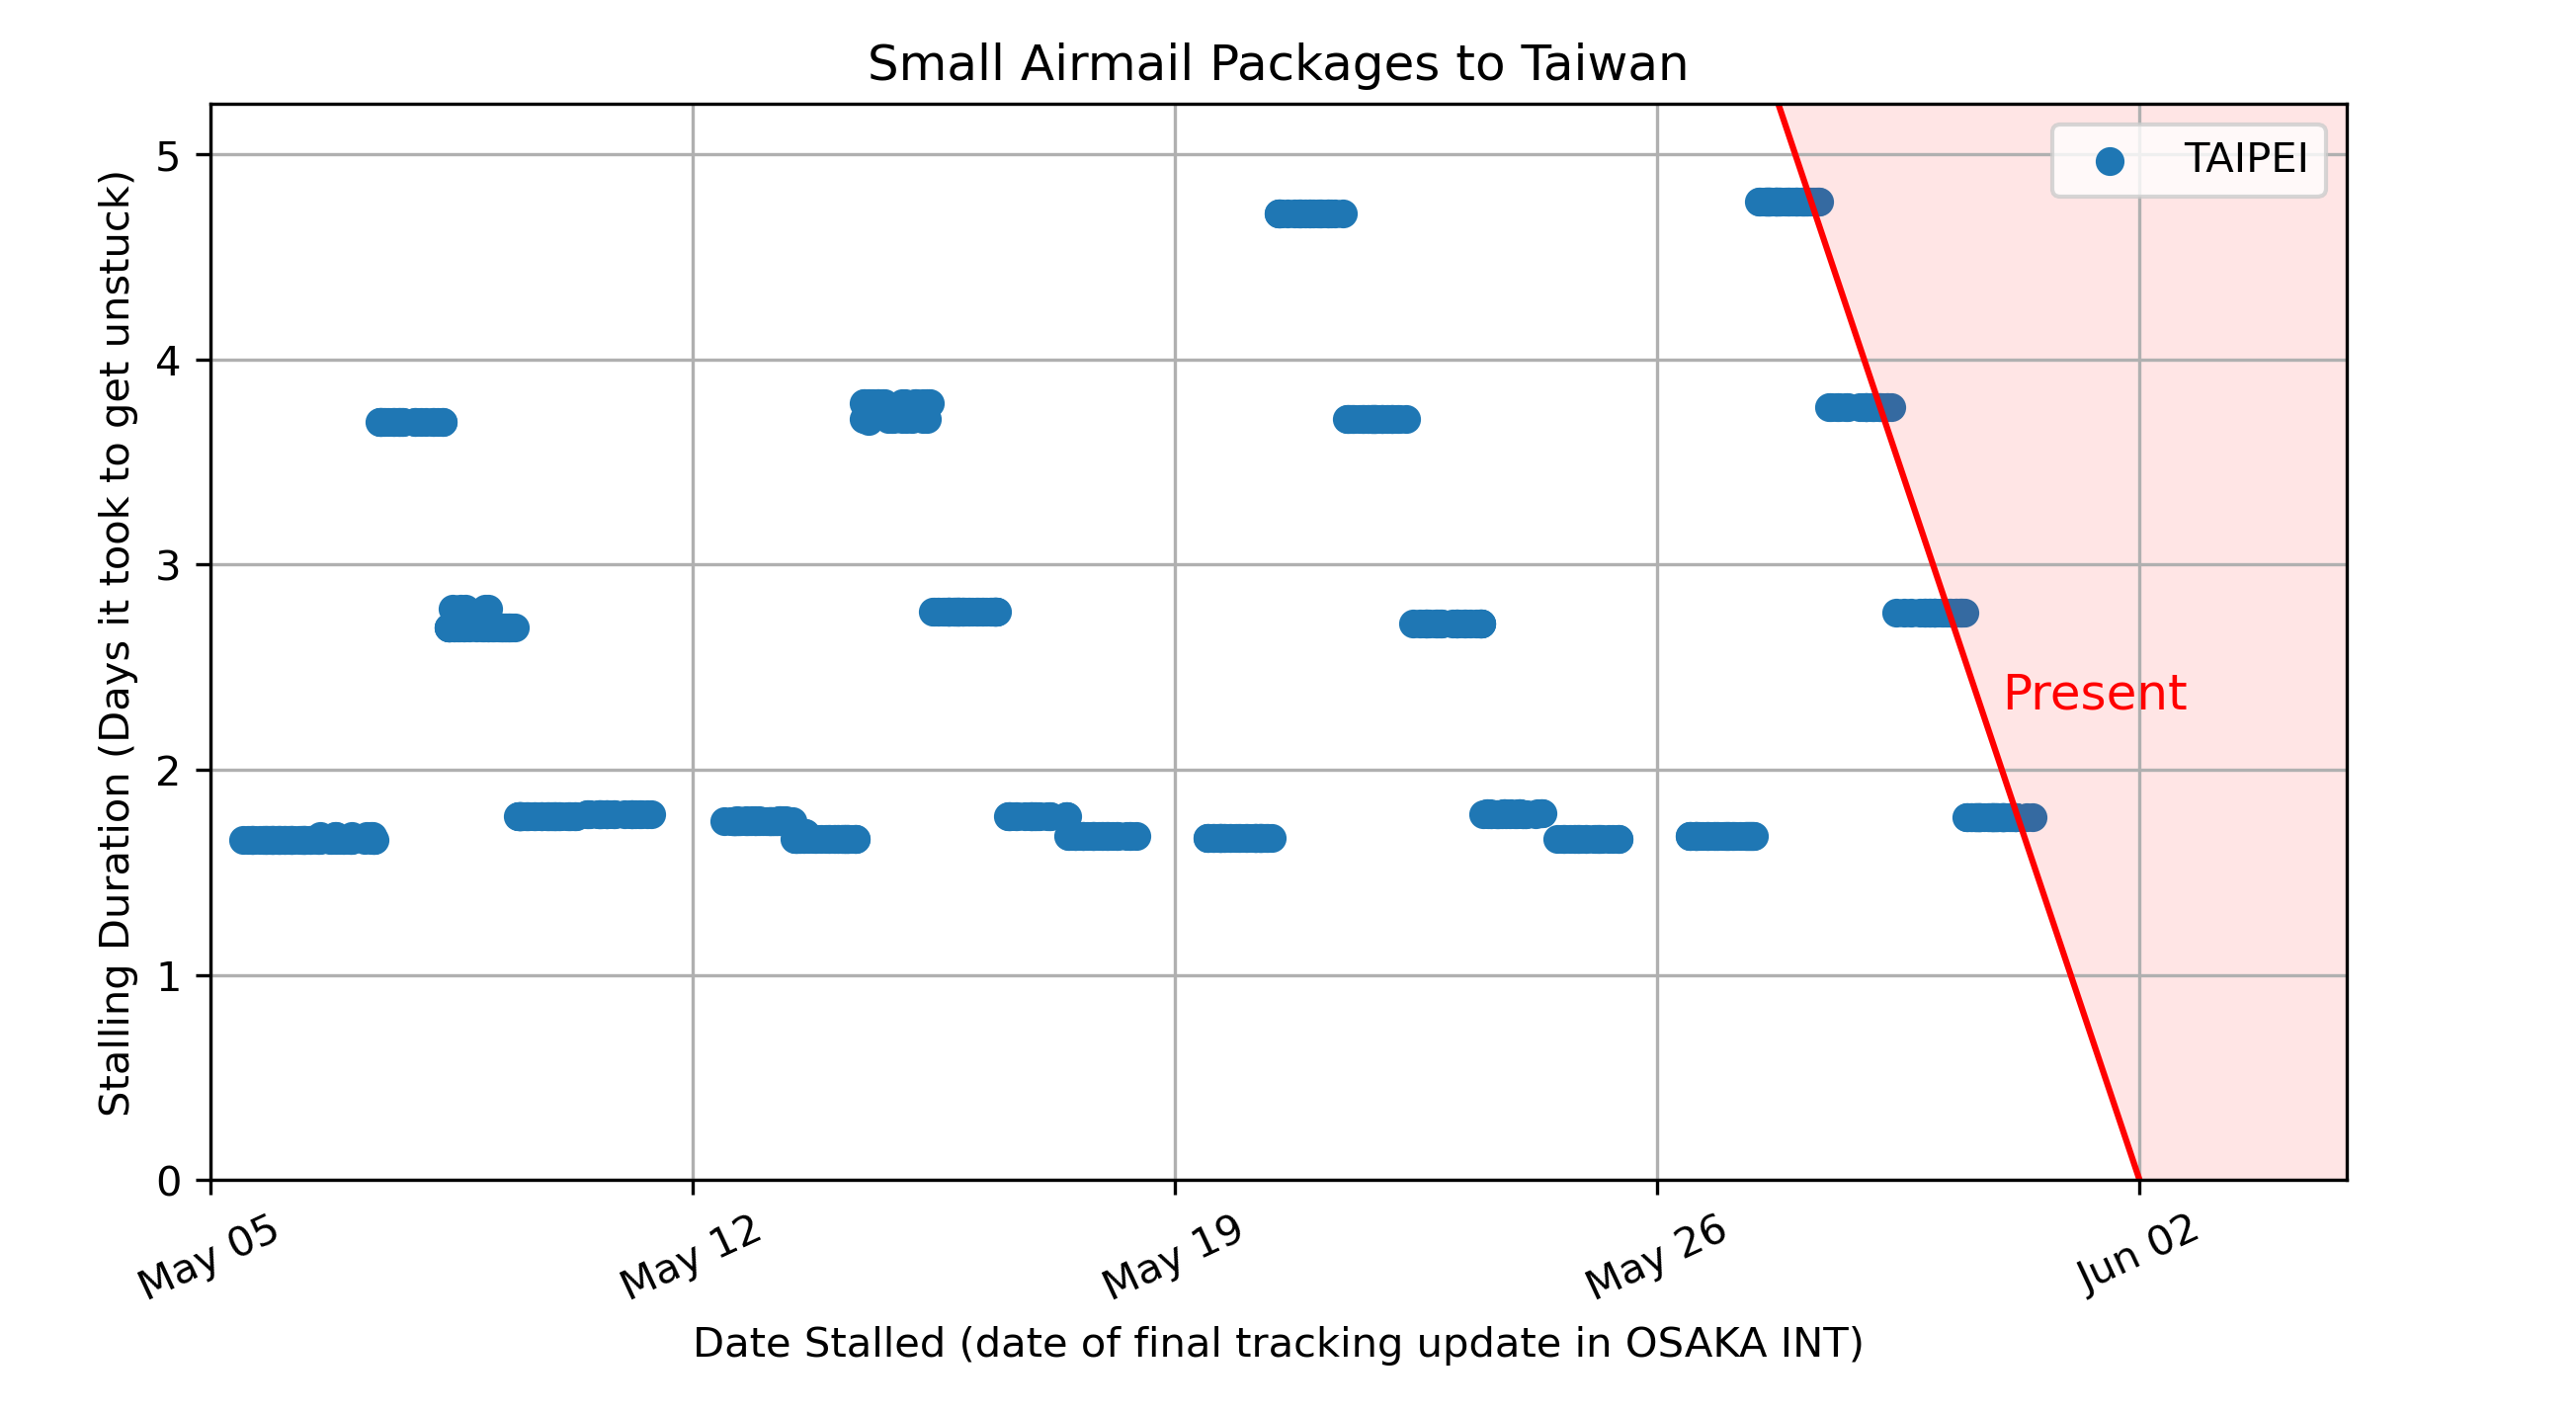 Small Airmail Packages to Taiwan
Stalling Duration (Days it took to get unstuck)
5
4
3
2
1
0
TAIPEI
Present
May 05
May 12
May 19
May 26
Jun 02
Date Stalled (date of final tracking update in OSAKA INT)